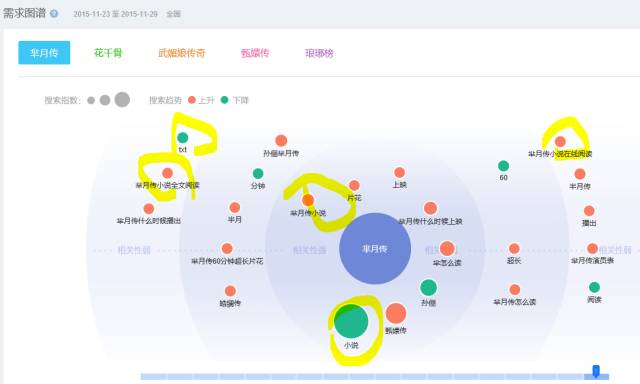 需求图谱
2015-11-23 至 2015-11-29 全国
芈月传 花千骨 武媚娘传奇 甄嬛传 琅琊榜
搜索指数： 搜索趋势 上升 下降
txt
孙俪芈月传
芈月传小说在线阅读
芈月传小说全文阅读
分钟
片花
上映
60
半月传
芈月传什么时候播出
半月
芈月传小说
芈月传什么时候上映
播出
相关性弱
相关性强
芈月传
相关性强
相关性弱
芈月传60分钟超长片花
芈怎么读
超长
芈月传演员表
孙俪
芈月传怎么读
阅读
小说
甄嬛传